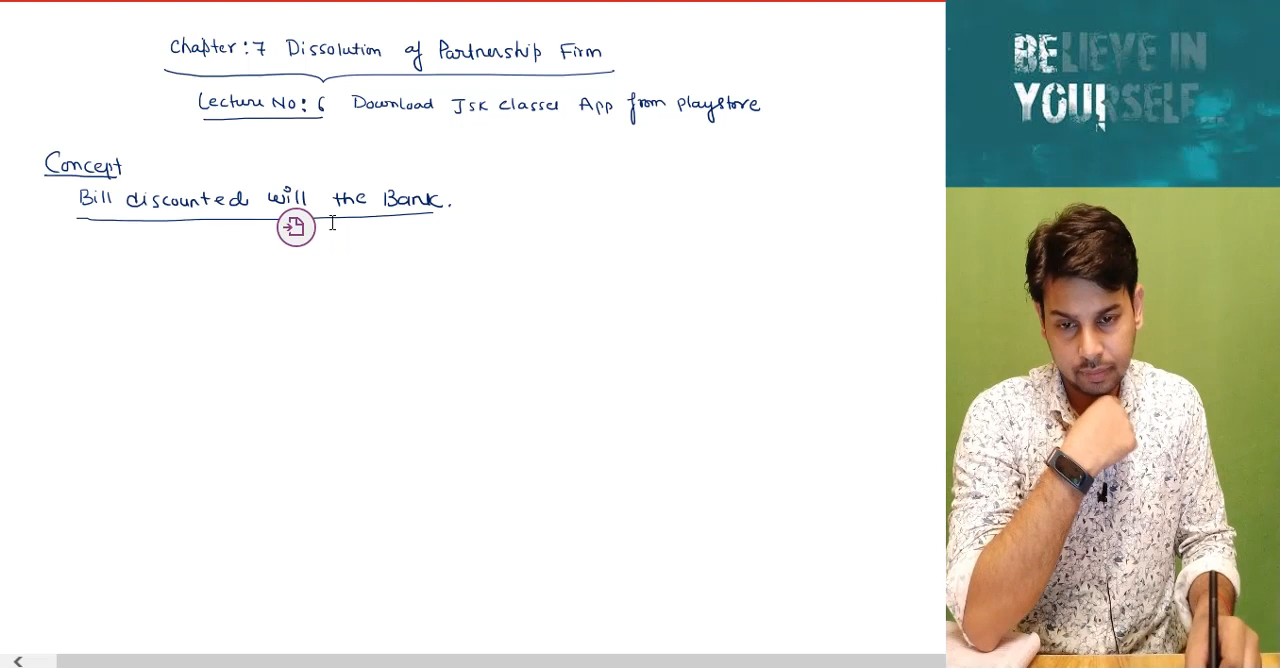 Chapter:7 Dissolution of Partnership Firm
Lecture No: 6 Download JSK Classes App from playstore
Concept
Bill discounted will the Bank.
BELIEVE IN
YOURSELF...